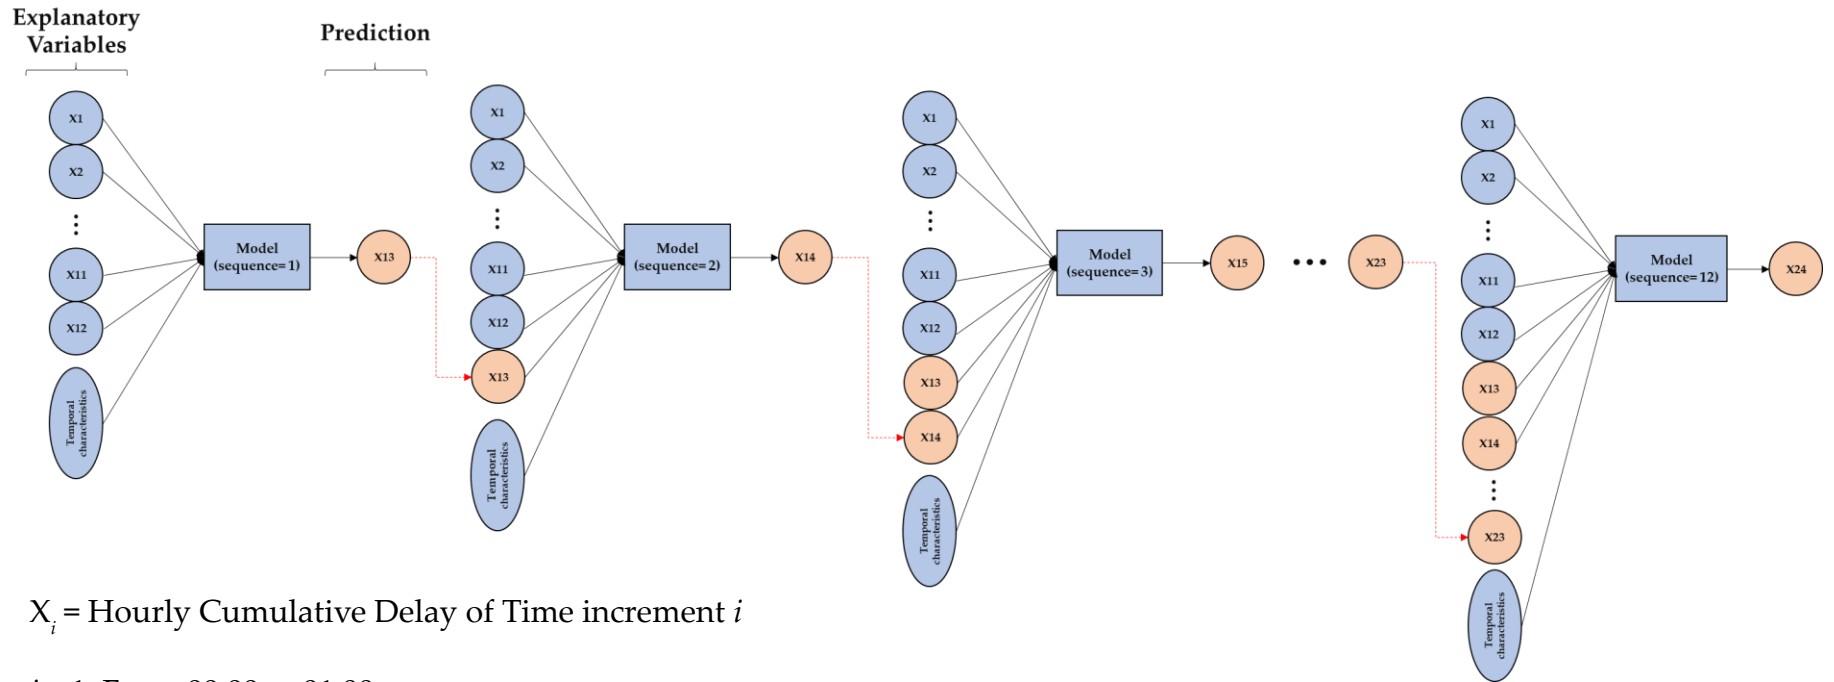 Explanatory
Variables
Prediction
X1
X2
X11
X12
Temporal
characteristics
Model
(sequence=1)
X13
X1
X2
X11
X12
X13
Temporal
characteristics
Model
(sequence=2)
X14
X1
X2
X11
X12
X13
X14
Temporal
characteristics
Model
(sequence=3)
X15
X23
X1
X2
X11
X12
X13
X14
X23
Temporal
characteristics
Model
(sequence=12)
X24
Xi = Hourly Cumulative Delay of Time increment i